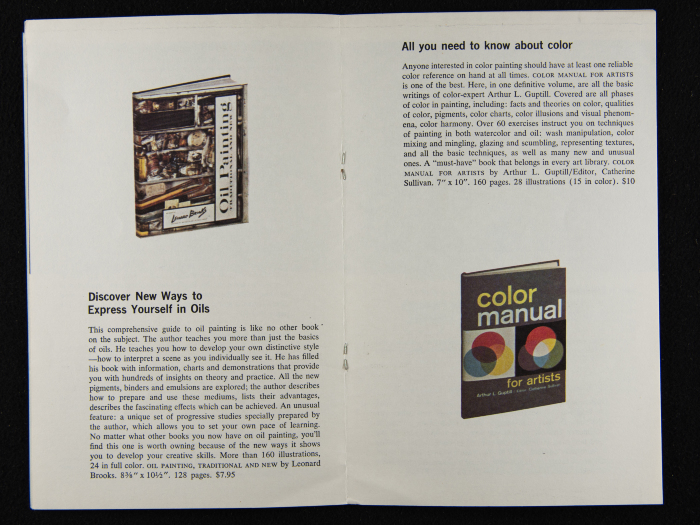 Oil Painting
TRADITIONAL AND NEW
Leonard Brooks
Discover New Ways to
Express Yourself in Oils
This comprehensive guide to oil painting is like no other book
on the subject. The author teaches you more than just the basics
of oils. He teaches you how to develop your own distinctive style
—how to interpret a scene as you individually see it. He has filled
his book with information, charts and demonstrations that provide
you with hundreds of insights on theory and practice. All the new
pigments, binders and emulsions are explored; the author describes
how to prepare and use these mediums, lists their advantages,
describes the fascinating effects which can be achieved. An unusual
feature: a unique set of progressive studies specially prepared by
the author, which allows you to set your own pace of learning.
No matter what other books you now have on oil painting, you'll
find this one is worth owning because of the new ways it shows
you to develop your creative skills. More than 160 illustrations,
24 in full color. OIL PAINTING, TRADITIONAL AND NEW by Leonard
Brooks. 8⅜" x 10½". 128 pages. $7.95
All you need to know about color
Anyone interested in color painting should have at least one reliable
color reference on hand at all times. COLOR MANUAL FOR ARTISTS
is one of the best. Here, in one definitive volume, are all the basic
writings of color-expert Arthur L. Guptill. Covered are all phases
of color in painting, including: facts and theories on color, qualities
of color, pigments, color charts, color illusions and visual phenom-
ena, color harmony. Over 60 exercises instruct you on techniques
of painting in both watercolor and oil: wash manipulation, color
mixing and mingling, glazing and scumbling, representing textures,
and all the basic techniques, as well as many new and unusual
ones. A "must-have" book that belongs in every art library. COLOR
MANUAL FOR ARTISTS by Arthur L. Guptill/Editor, Catherine
Sullivan. 7" x 10". 160 pages. 28 illustrations (15 in color). $10
color
manual
for artists
Arthur L. Guptill · Editor, Catherine Sullivan